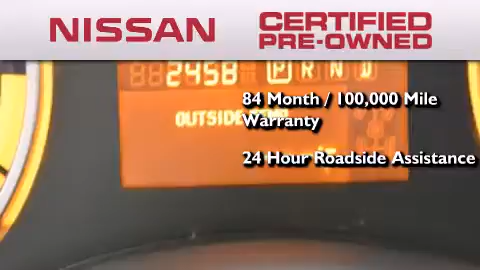 NISSAN
CERTIFIED
PRE-OWNED
2458 P R N D
84 Month / 100,000 Mile
OUTSIDE
Warranty
24 Hour Roadside Assistance